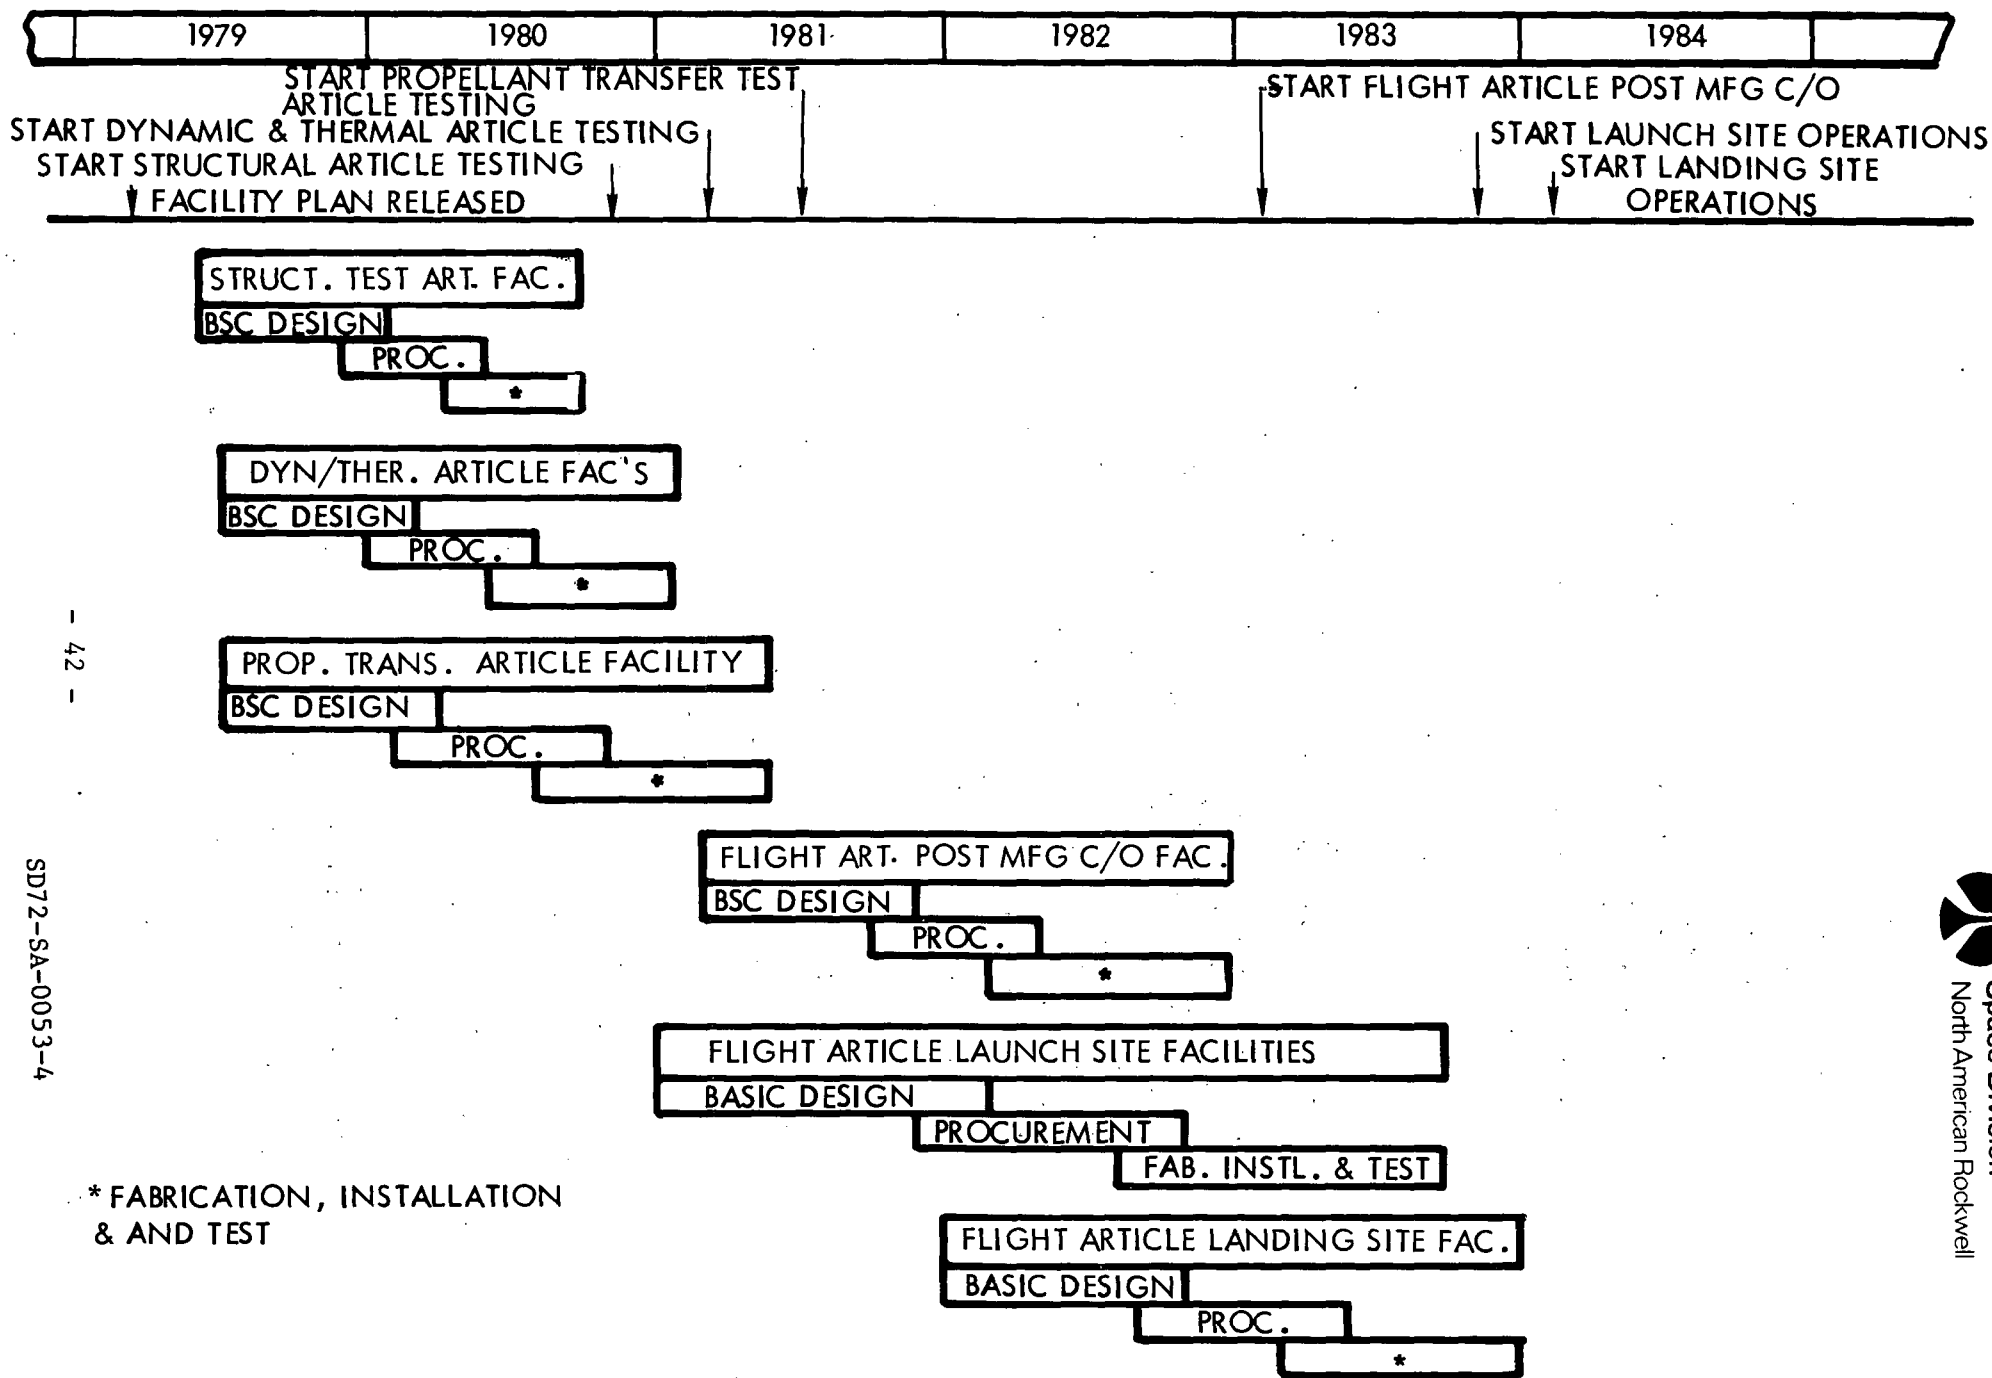 1979 1980 1981 1982 1983 1984
START PROPELLANT TRANSFER TEST
ARTICLE TESTING
START DYNAMIC & THERMAL ARTICLE TESTING
START STRUCTURAL ARTICLE TESTING
FACILITY PLAN RELEASED
START FLIGHT ARTICLE POST MFG C/O
START LAUNCH SITE OPERATIONS
START LANDING SITE
OPERATIONS
STRUCT. TEST ART. FAC.
BSC DESIGN
PROC.
*
DYN/THER. ARTICLE FAC'S
BSC DESIGN
PROC.
*
PROP. TRANS. ARTICLE FACILITY
BSC DESIGN
PROC.
*
FLIGHT ART. POST MFG C/O FAC.
BSC DESIGN
PROC.
*
FLIGHT ARTICLE LAUNCH SITE FACILITIES
BASIC DESIGN
PROCUREMENT
FAB. INSTL. & TEST
FLIGHT ARTICLE LANDING SITE FAC.
BASIC DESIGN
PROC.
*
* FABRICATION, INSTALLATION
& AND TEST
- 42 -
SD72-SA-0053-4
North American Rockwell